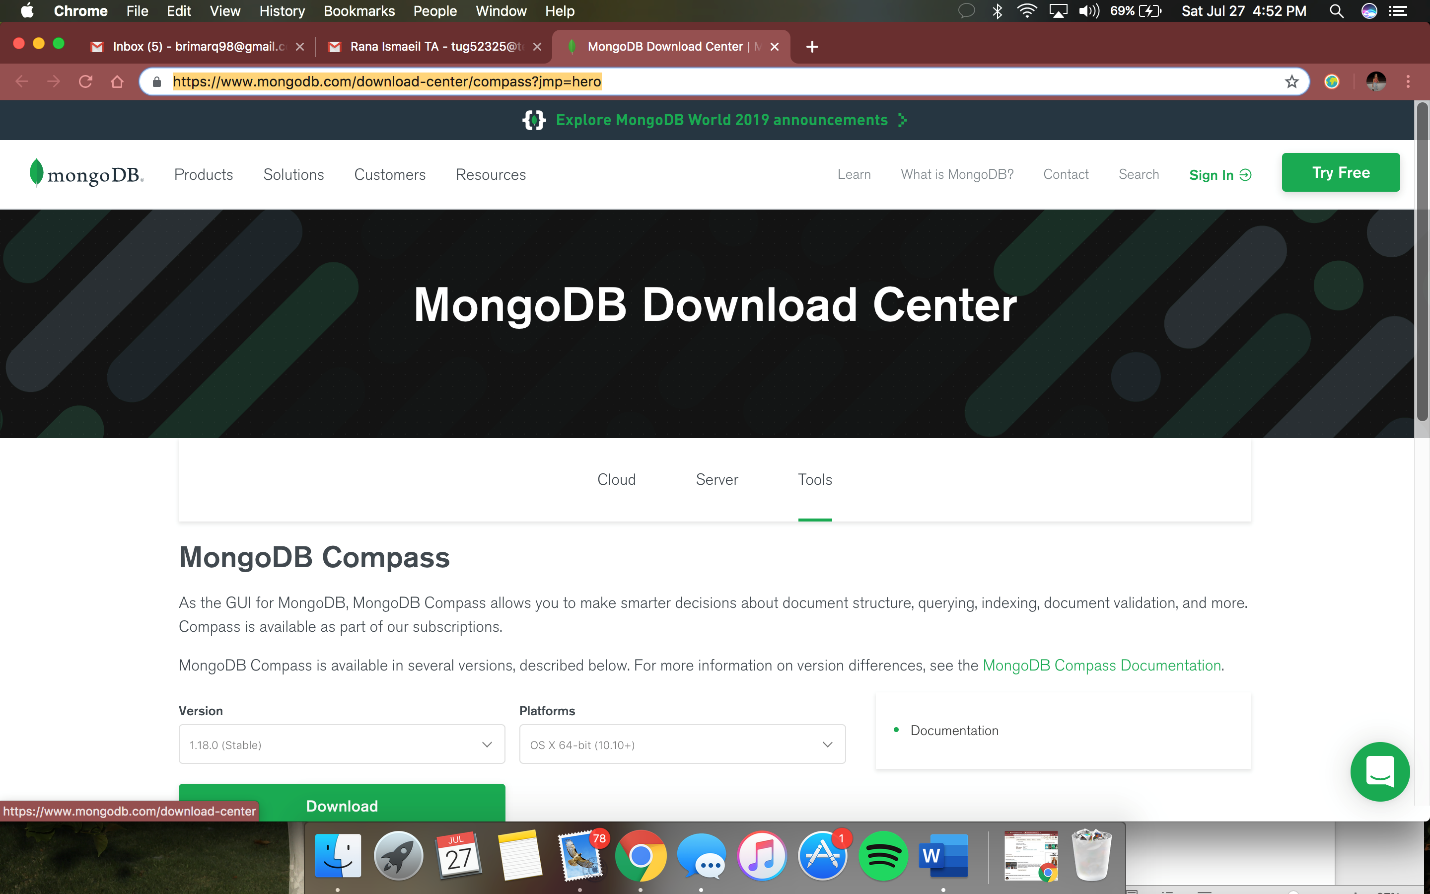 Chrome File Edit View History Bookmarks People Window Help 69% Sat Jul 27 4:52 PM
Inbox (5) - brimarq98@gmail.c Rana Ismaeil TA - tug52325@t MongoDB Download Center |
https://www.mongodb.com/download-center/compass?jmp=hero
Explore MongoDB World 2019 announcements
mongoDB. Products Solutions Customers Resources Learn What is MongoDB? Contact Search Sign In Try Free
MongoDB Download Center
Cloud Server Tools
MongoDB Compass
As the GUI for MongoDB, MongoDB Compass allows you to make smarter decisions about document structure, querying, indexing, document validation, and more.
Compass is available as part of our subscriptions.
MongoDB Compass is available in several versions, described below. For more information on version differences, see the MongoDB Compass Documentation.
Version Platforms
Documentation
1.18.0 (Stable) OS X 64-bit (10.10+)
Download
https://www.mongodb.com/download-center
JUL
27
78
1
W